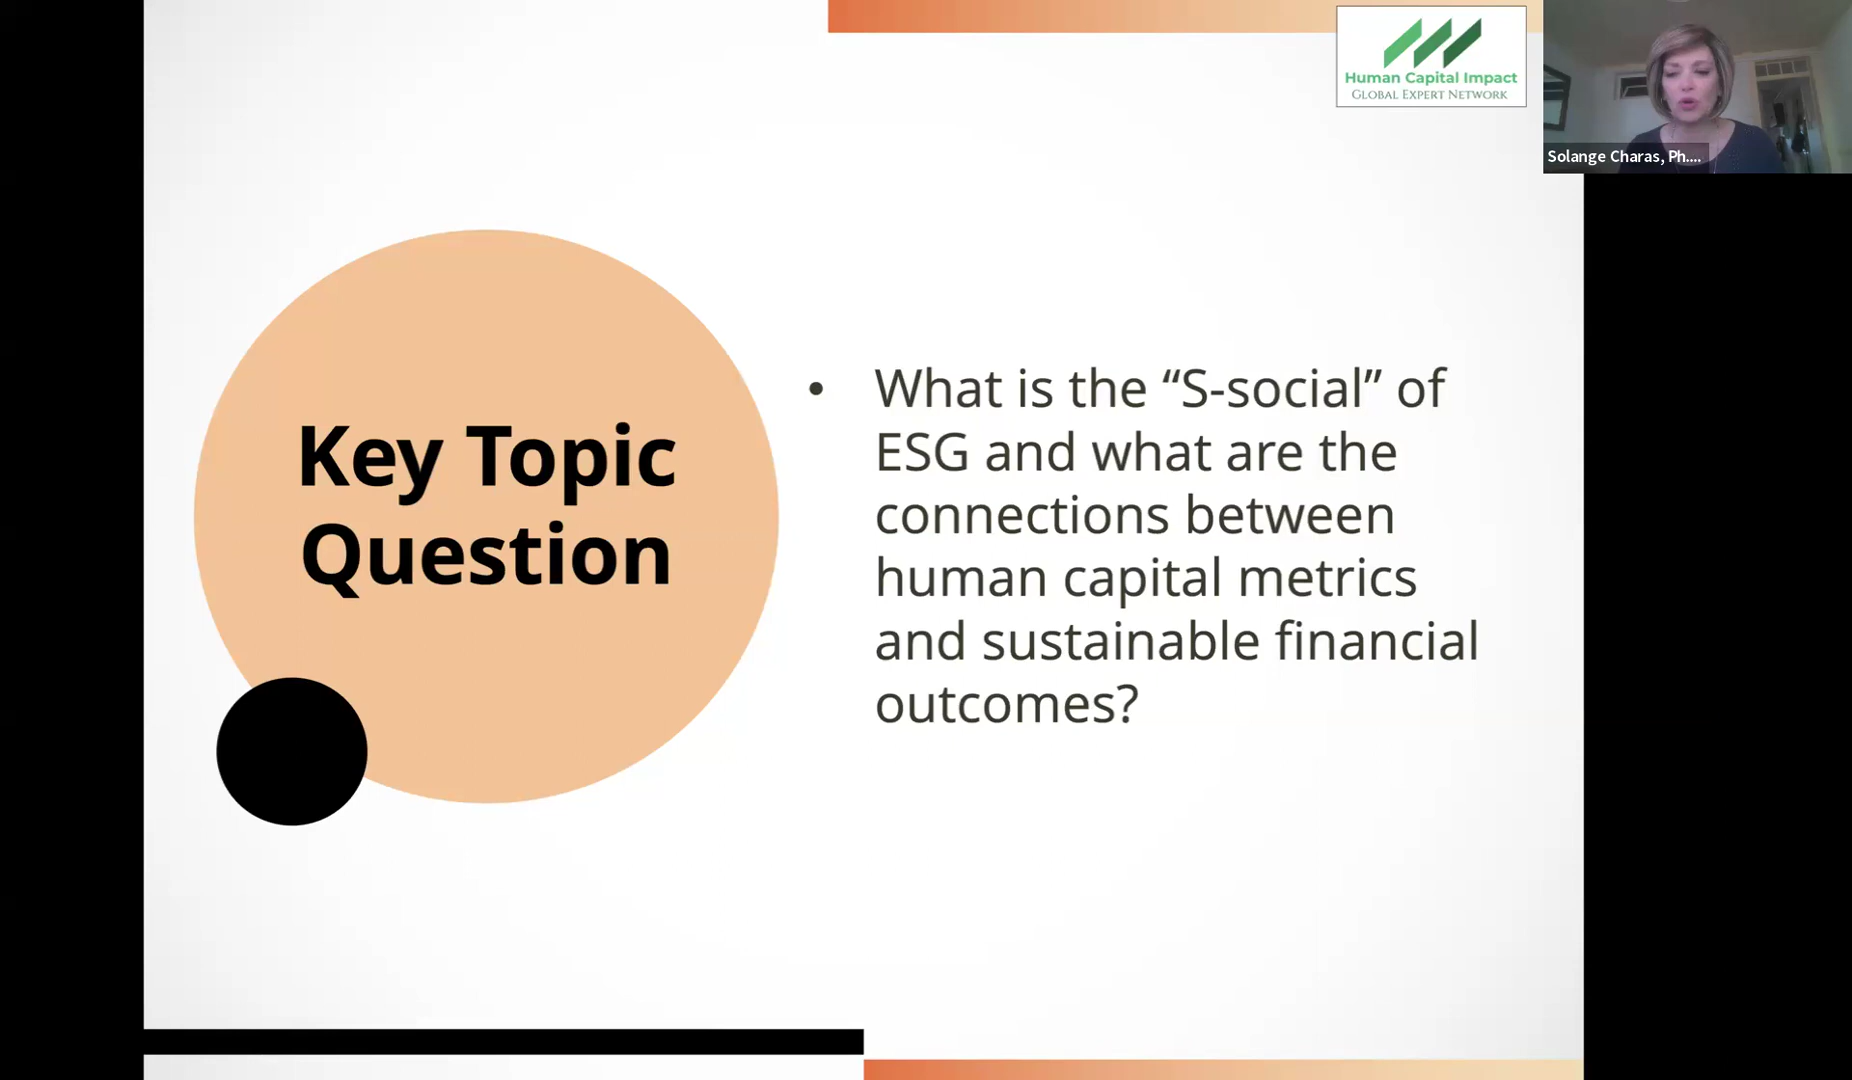 Human Capital Impact
GLOBAL EXPERT NETWORK
Solange Charas, Ph....
Key Topic
Question
• What is the “S-social” of
ESG and what are the
connections between
human capital metrics
and sustainable financial
outcomes?